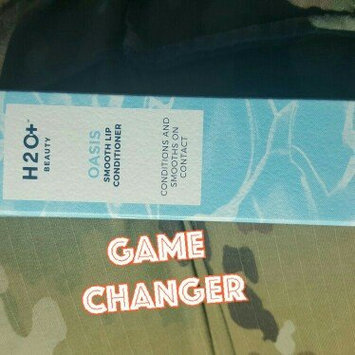 H2O+
BEAUTY
OASIS
SMOOTH LIP
CONDITIONER
CONDITIONS AND
SMOOTHS ON
CONTACT
GAME
CHANGER